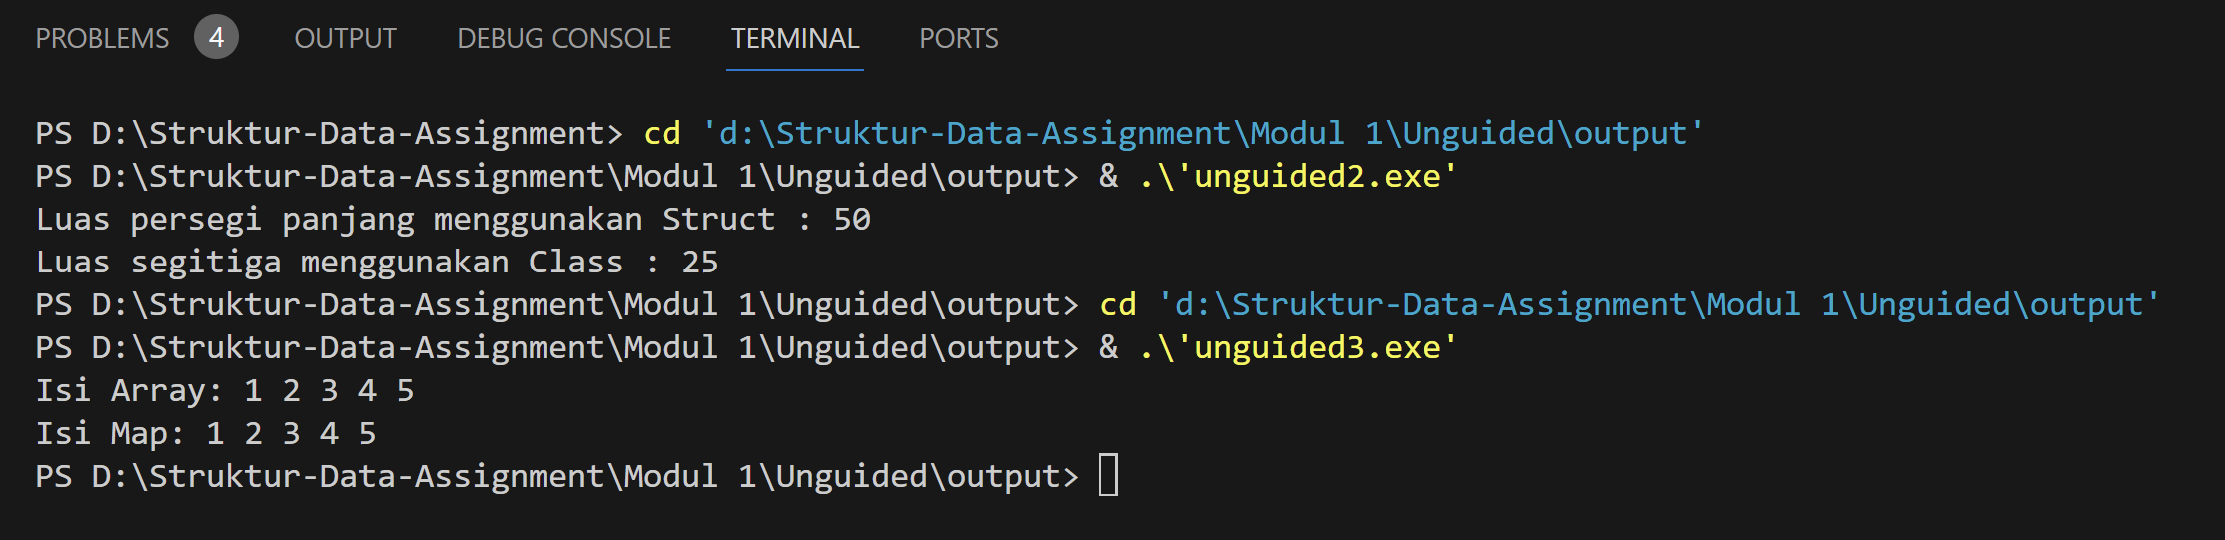 PROBLEMS 4 OUTPUT DEBUG CONSOLE TERMINAL PORTS
PS D:\Struktur-Data-Assignment> cd 'd:\Struktur-Data-Assignment\Modul 1\Unguided\output'
PS D:\Struktur-Data-Assignment\Modul 1\Unguided\output> & .\'unguided2.exe'
Luas persegi panjang menggunakan Struct : 50
Luas segitiga menggunakan Class : 25
PS D:\Struktur-Data-Assignment\Modul 1\Unguided\output> cd 'd:\Struktur-Data-Assignment\Modul 1\Unguided\output'
PS D:\Struktur-Data-Assignment\Modul 1\Unguided\output> & .\'unguided3.exe'
Isi Array: 1 2 3 4 5
Isi Map: 1 2 3 4 5
PS D:\Struktur-Data-Assignment\Modul 1\Unguided\output>